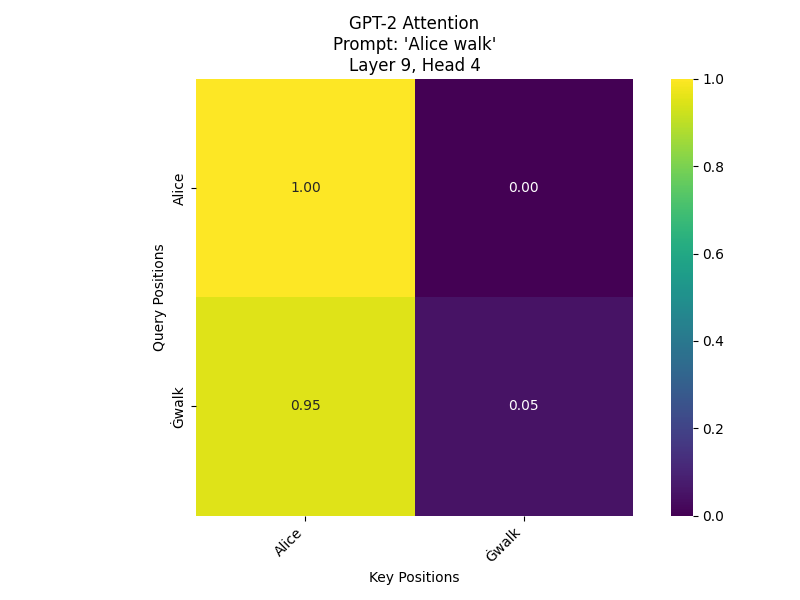 GPT-2 Attention
Prompt: 'Alice walk'
Layer 9, Head 4
1.0
0.8
0.6
0.4
0.2
0.0
Query Positions
Alice
Ġwalk
1.00
0.00
0.95
0.05
Alice
Ġwalk
Key Positions